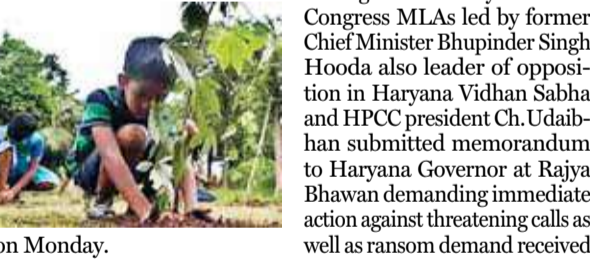 on Monday.
Congress MLAs led by former
Chief Minister Bhupinder Singh
Hooda also leader of opposi-
tion in Haryana Vidhan Sabha
and HPCC president Ch.Udaib-
han submitted memorandum
to Haryana Governor at Rajya
Bhawan demanding immediate
action against threatening calls as
well as ransom demand received